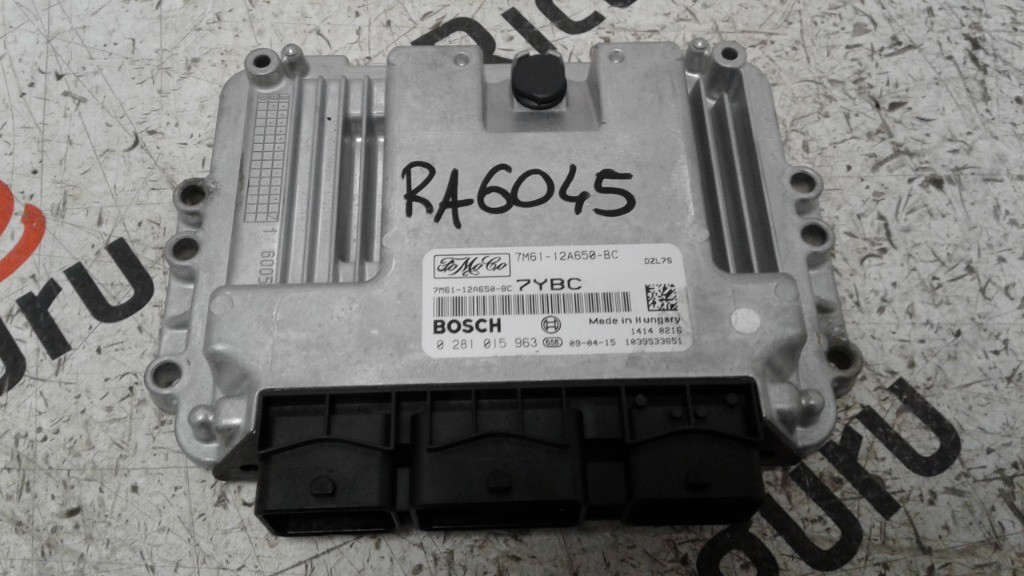 RA6045
FoMoCo
7M61-12A650-BC
DZL7S
7M61-12A650-BC 7YBC
BOSCH
Made in Hungary
1414 0216
0 281 015 963 09-04-15 1039S33651